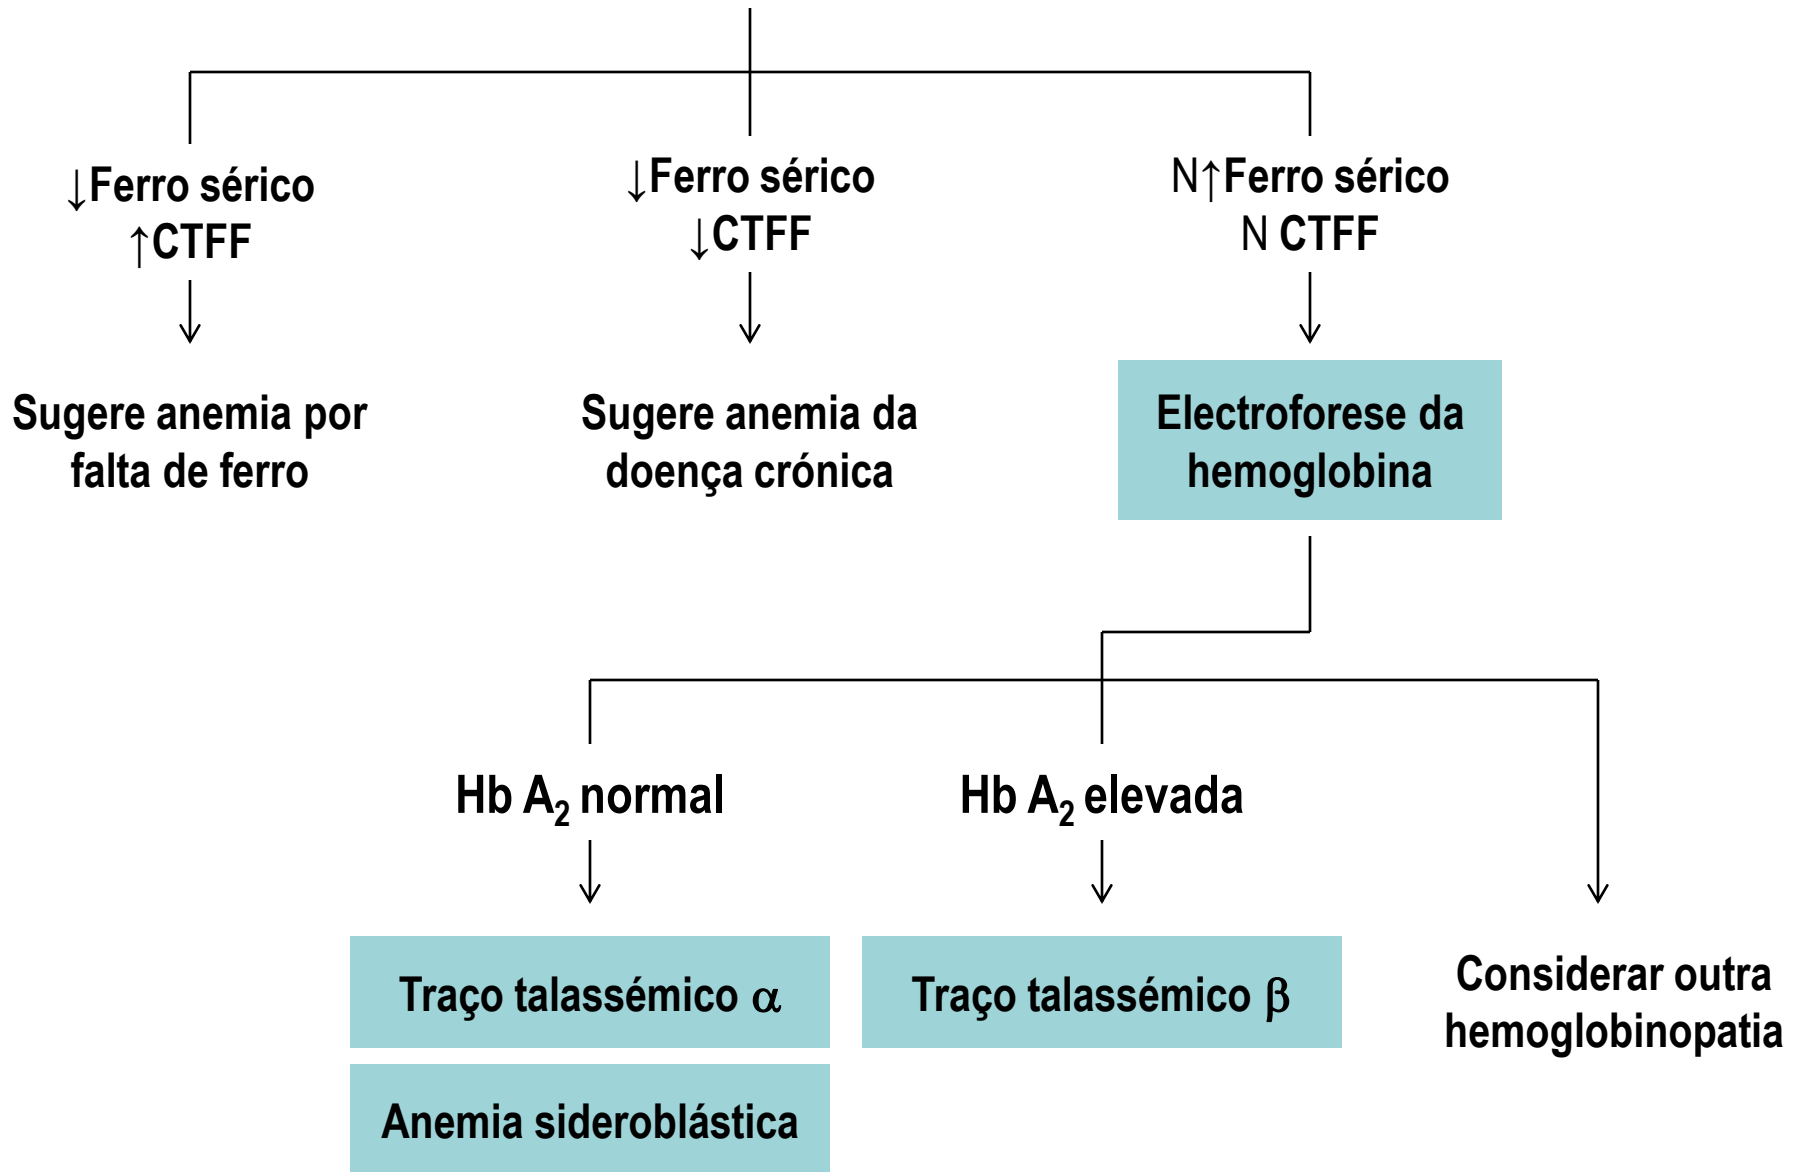 ↓Ferro sérico
↑CTFF
↓Ferro sérico
↓CTFF
N↑Ferro sérico
N CTFF
Sugere anemia por
falta de ferro
Sugere anemia da
doença crónica
Electroforese da
hemoglobina
Hb A₂ normal
Hb A₂ elevada
Traço talassémico α
Anemia sideroblástica
Traço talassémico β
Considerar outra
hemoglobinopatia